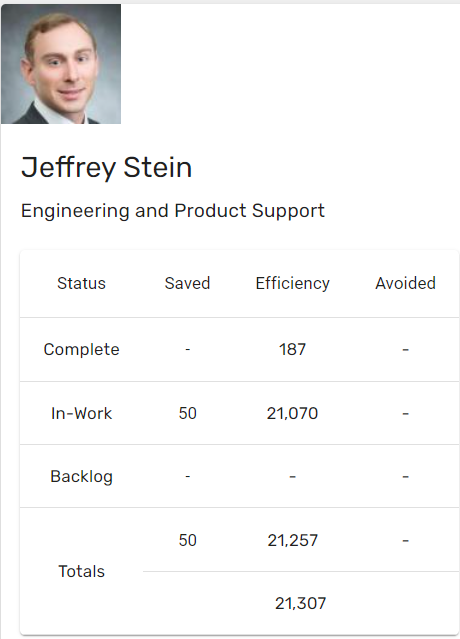 Jeffrey Stein
Engineering and Product Support
Status Saved Efficiency Avoided
Complete - 187 -
In-Work 50 21,070 -
Backlog - - -
Totals 50 21,257 -
21,307